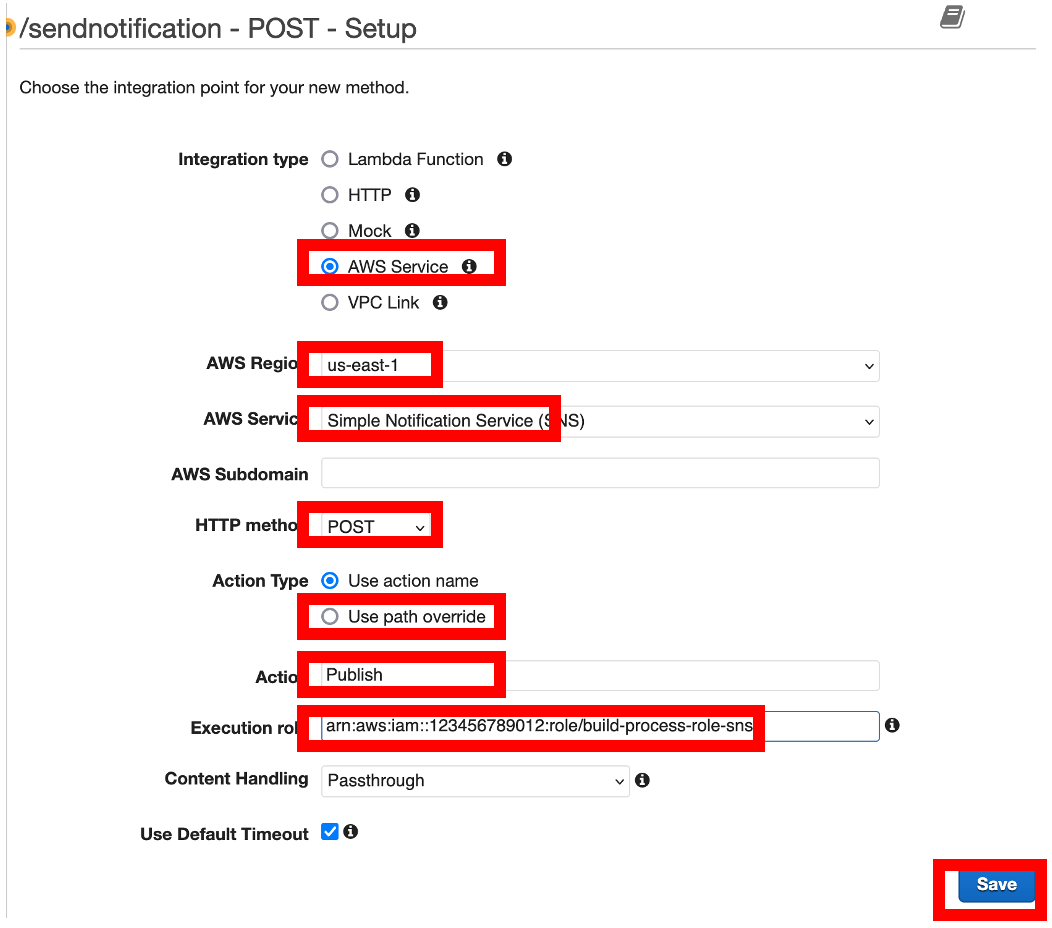 /sendnotification - POST - Setup
Choose the integration point for your new method.
Integration type Lambda Function
HTTP
Mock
AWS Service
VPC Link
AWS Regio us-east-1
AWS Servic Simple Notification Service (SNS)
AWS Subdomain
HTTP metho POST
Action Type Use action name
Use path override
Actio Publish
Execution rol arn:aws:iam::123456789012:role/build-process-role-sns
Content Handling Passthrough
Use Default Timeout
Save